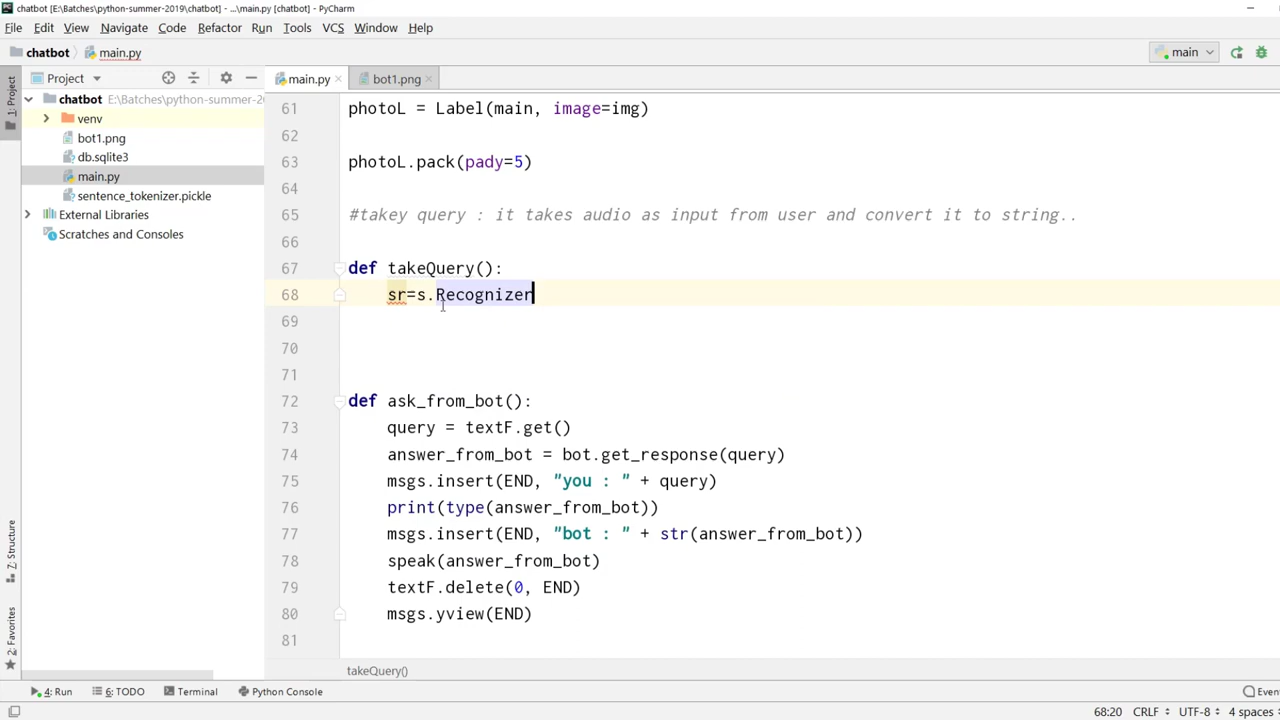 chatbot [E:\Batches\python-summer-2019\chatbot] - ...\main.py [chatbot] - PyCharm
File Edit View Navigate Code Refactor Run Tools VCS Window Help
chatbot main.py main
Project main.py bot1.png
1: Project
chatbot E:\Batches\python-summer-20
venv
bot1.png
db.sqlite3
main.py
sentence_tokenizer.pickle
External Libraries
Scratches and Consoles
61 photoL = Label(main, image=img)
62
63 photoL.pack(pady=5)
64
65 #takey query : it takes audio as input from user and convert it to string..
66
67 def takeQuery():
68 sr=s.Recognizer
69
70
71
72 def ask_from_bot():
73 query = textF.get()
74 answer_from_bot = bot.get_response(query)
75 msgs.insert(END, "you : " + query)
76 print(type(answer_from_bot))
77 msgs.insert(END, "bot : " + str(answer_from_bot))
78 speak(answer_from_bot)
79 textF.delete(0, END)
80 msgs.yview(END)
81
takeQuery()
Z: Structure
2: Favorites
4: Run 6: TODO Terminal Python Console Even
68:20 CRLF UTF-8 4 spaces